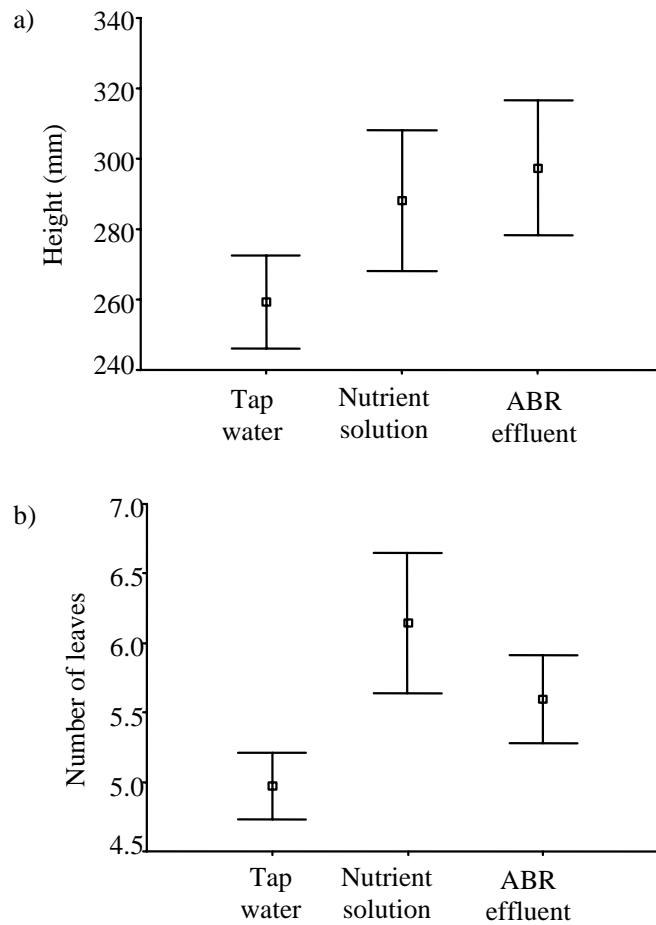 a)
340
320
300
280
260
240
Height (mm)
Tap
water
Nutrient
solution
ABR
effluent
b)
7.0
6.5
6.0
5.5
5.0
4.5
Number of leaves
Tap
water
Nutrient
solution
ABR
effluent